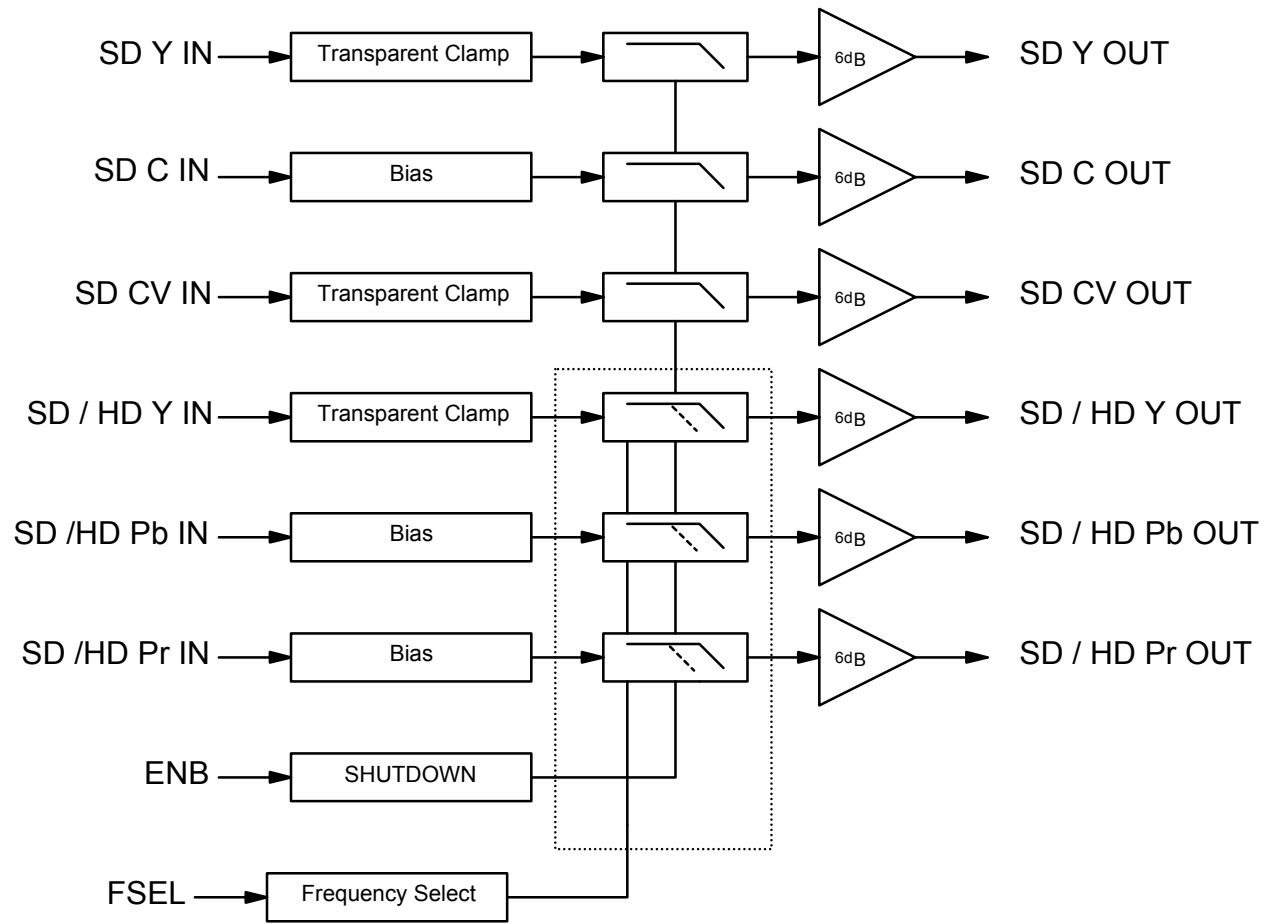 SD Y IN Transparent Clamp 6dB SD Y OUT
SD C IN Bias 6dB SD C OUT
SD CV IN Transparent Clamp 6dB SD CV OUT
SD / HD Y IN Transparent Clamp 6dB SD / HD Y OUT
SD /HD Pb IN Bias 6dB SD / HD Pb OUT
SD /HD Pr IN Bias 6dB SD / HD Pr OUT
ENB SHUTDOWN
FSEL Frequency Select